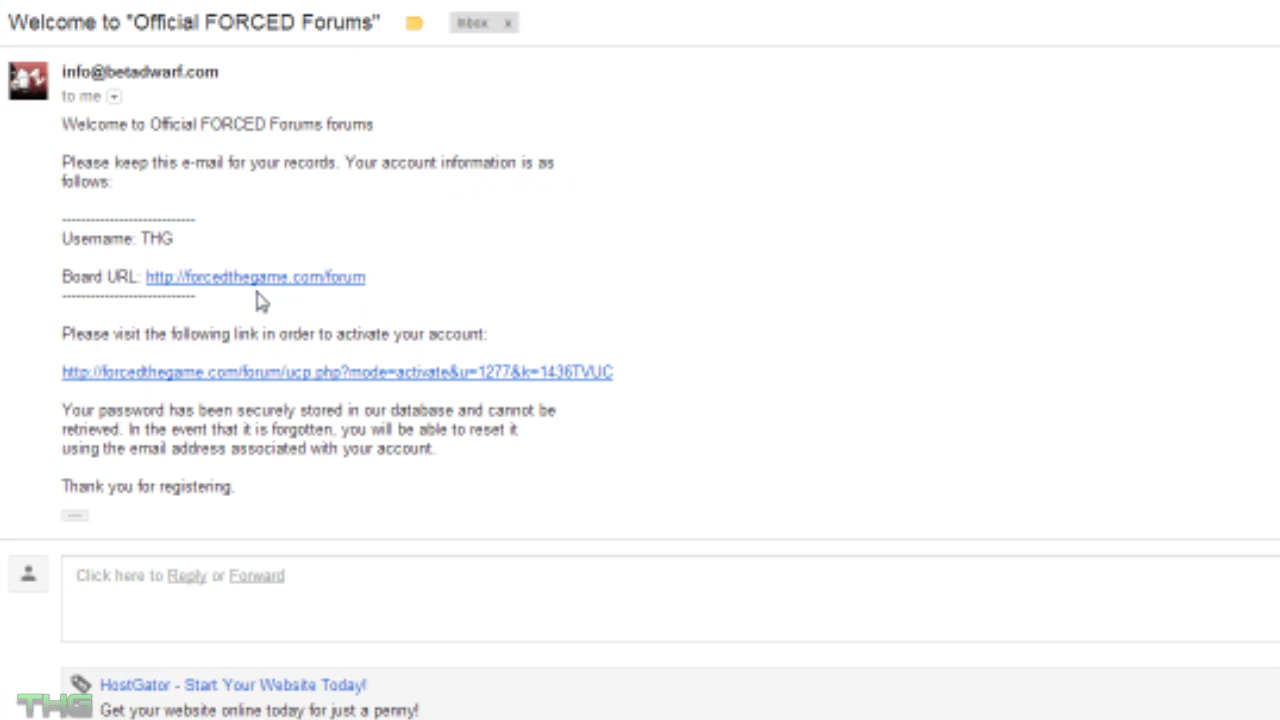 Welcome to "Official FORCED Forums"
Inbox x
info@betadwarf.com
to me
Welcome to Official FORCED Forums forums
Please keep this e-mail for your records. Your account information is as
follows:
----------------------------
Username: THG
Board URL: http://forcedthegame.com/forum
----------------------------
Please visit the following link in order to activate your account:
http://forcedthegame.com/forum/ucp.php?mode=activate&u=1277&k=1436TVUC
Your password has been securely stored in our database and cannot be
retrieved. In the event that it is forgotten, you will be able to reset it
using the email address associated with your account.
Thank you for registering.
Click here to Reply or Forward
HostGator - Start Your Website Today!
THG
Get your website online today for just a penny!